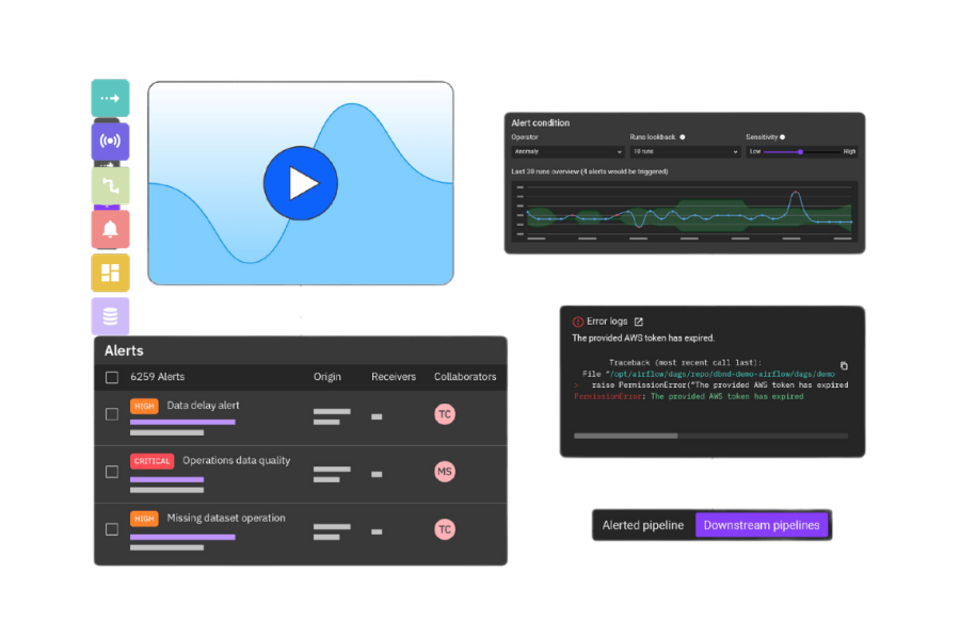 Alert condition
Operator Runs lookback Sensitivity
Anomaly 10 runs Low High
Last 30 runs overview (4 alerts would be triggered)
Error logs
The provided AWS token has expired.
Traceback (most recent call last):
File "/opt/airflow/dags/repo/dbnd-demo-airflow/dags/demo
> raise PermissionError("The provided AWS token has expired
PermissionError: The provided AWS token has expired
Alerts
6259 Alerts Origin Receivers Collaborators
HIGH Data delay alert TC
CRITICAL Operations data quality MS
HIGH Missing dataset operation TC
Alerted pipeline Downstream pipelines